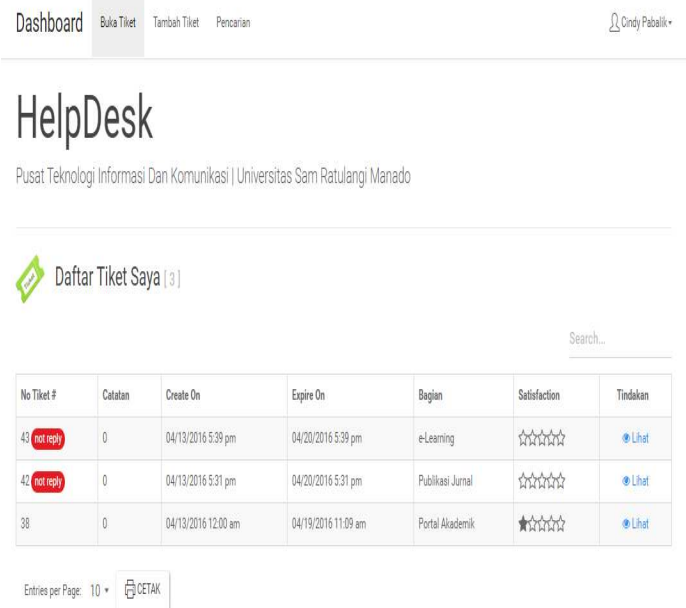 Dashboard Buka Tiket Tambah Tiket Pencarian Cindy Pabalik
HelpDesk
Pusat Teknologi Informasi Dan Komunikasi | Universitas Sam Ratulangi Manado
Ticket
Daftar Tiket Saya [ 3 ]
Search...
No Tiket # Catatan Create On Expire On Bagian Satisfaction Tindakan
43 not reply 0 04/13/2016 5:39 pm 04/20/2016 5:39 pm e-Learning Lihat
42 not reply 0 04/13/2016 5:31 pm 04/20/2016 5:31 pm Publikasi Jurnal Lihat
38 0 04/13/2016 12:00 am 04/19/2016 11:09 am Portal Akademik Lihat
Entries per Page: 10 CETAK